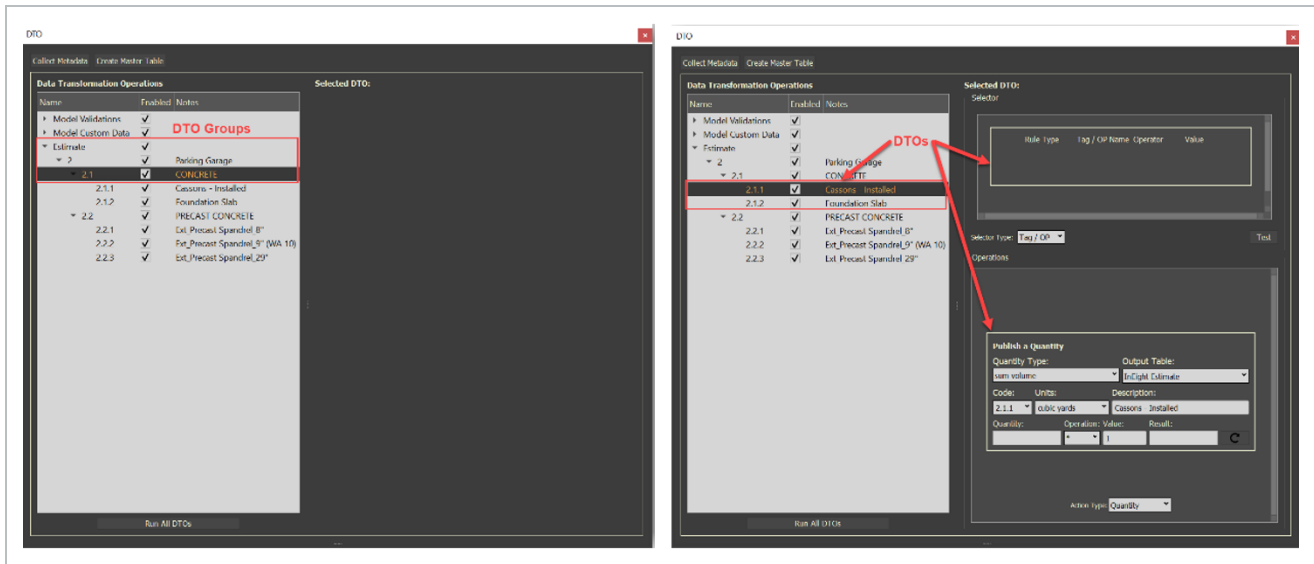 DTO
×
Collect Metadata Create Master Table
Data Transformation Operations
Selected DTO:
Name Enabled Notes
Model Validations
Model Custom Data
DTO Groups
Estimate
2 Parking Garage
2.1 CONCRETE
2.1.1 Cassons - Installed
2.1.2 Foundation Slab
2.2 PRECAST CONCRETE
2.2.1 Ext_Precast Spandrel_8"
2.2.2 Ext_Precast Spandrel_9" (WA 10)
2.2.3 Ext_Precast Spandrel_29"
Run All DTOs
DTO
×
Collect Metadata Create Master Table
Data Transformation Operations
Name Enabled Notes
Model Validations
Model Custom Data
Estimate
2 Parking Garage
2.1 CONCRETE
2.1.1 Cassons Installed
2.1.2 Foundation Slab
2.2 PRECAST CONCRETE
2.2.1 Ext_Precast Spandrel_8"
2.2.2 Ext_Precast Spandrel_9" (WA 10)
2.2.3 Ext Precast Spandrel 29"
Run All DTOs
DTOs
Selected DTO:
Selector
Rule Type Tag / OP Name Operator Value
Selector Type: Tag / OP Test
Operations
Publish a Quantity
Quantity Type: Output Table:
sum volume InEight Estimate
Code: Units: Description:
2.1.1 cubic yards Cassons Installed
Quantity: Operation: Value: Result:
* 1
Action Type: Quantity